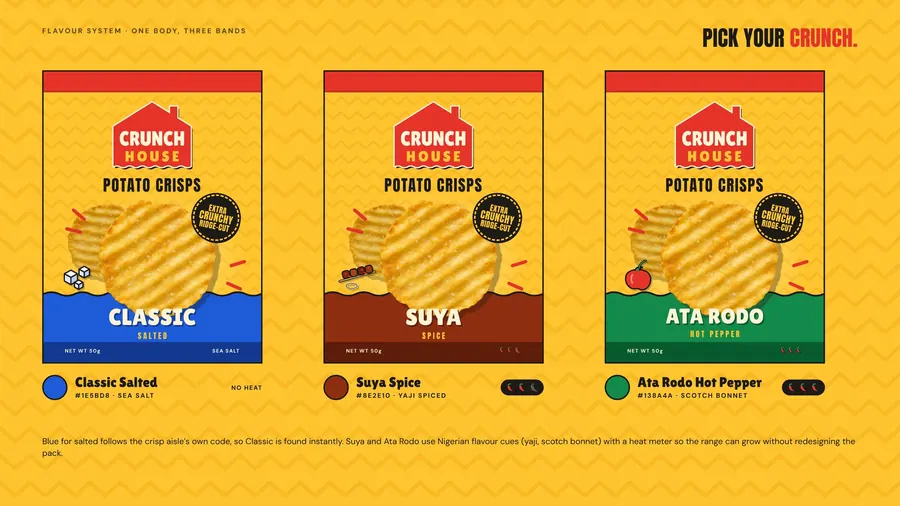 FLAVOUR SYSTEM · ONE BODY, THREE BANDS
PICK YOUR CRUNCH.
CRUNCH
HOUSE
POTATO CRISPS
EXTRA
CRUNCHY
RIDGE-CUT
CLASSIC
SALTED
NET WT 50g
SEA SALT
CRUNCH
HOUSE
POTATO CRISPS
EXTRA
CRUNCHY
RIDGE-CUT
SUYA
SPICE
NET WT 50g
CRUNCH
HOUSE
POTATO CRISPS
EXTRA
CRUNCHY
RIDGE-CUT
ATA RODO
HOT PEPPER
NET WT 50g
Classic Salted
#1E5BD8 · SEA SALT
NO HEAT
Suya Spice
#8E2E10 · YAJI SPICED
Ata Rodo Hot Pepper
#138A4A · SCOTCH BONNET
Blue for salted follows the crisp aisle's own code, so Classic is found instantly. Suya and Ata Rodo use Nigerian flavour cues (yaji, scotch bonnet) with a heat meter so the range can grow without redesigning the
pack.